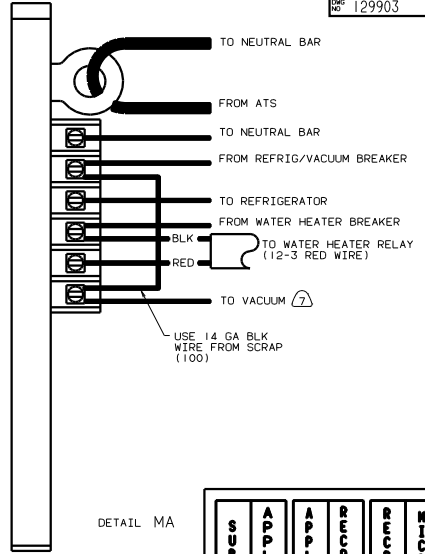 DWG
NO 129903
TO NEUTRAL BAR
FROM ATS
TO NEUTRAL BAR
FROM REFRIG/VACUUM BREAKER
TO REFRIGERATOR
FROM WATER HEATER BREAKER
BLK
TO WATER HEATER RELAY
(12-3 RED WIRE)
RED
TO VACUUM 7
USE 14 GA BLK
WIRE FROM SCRAP
(100)
DETAIL MA